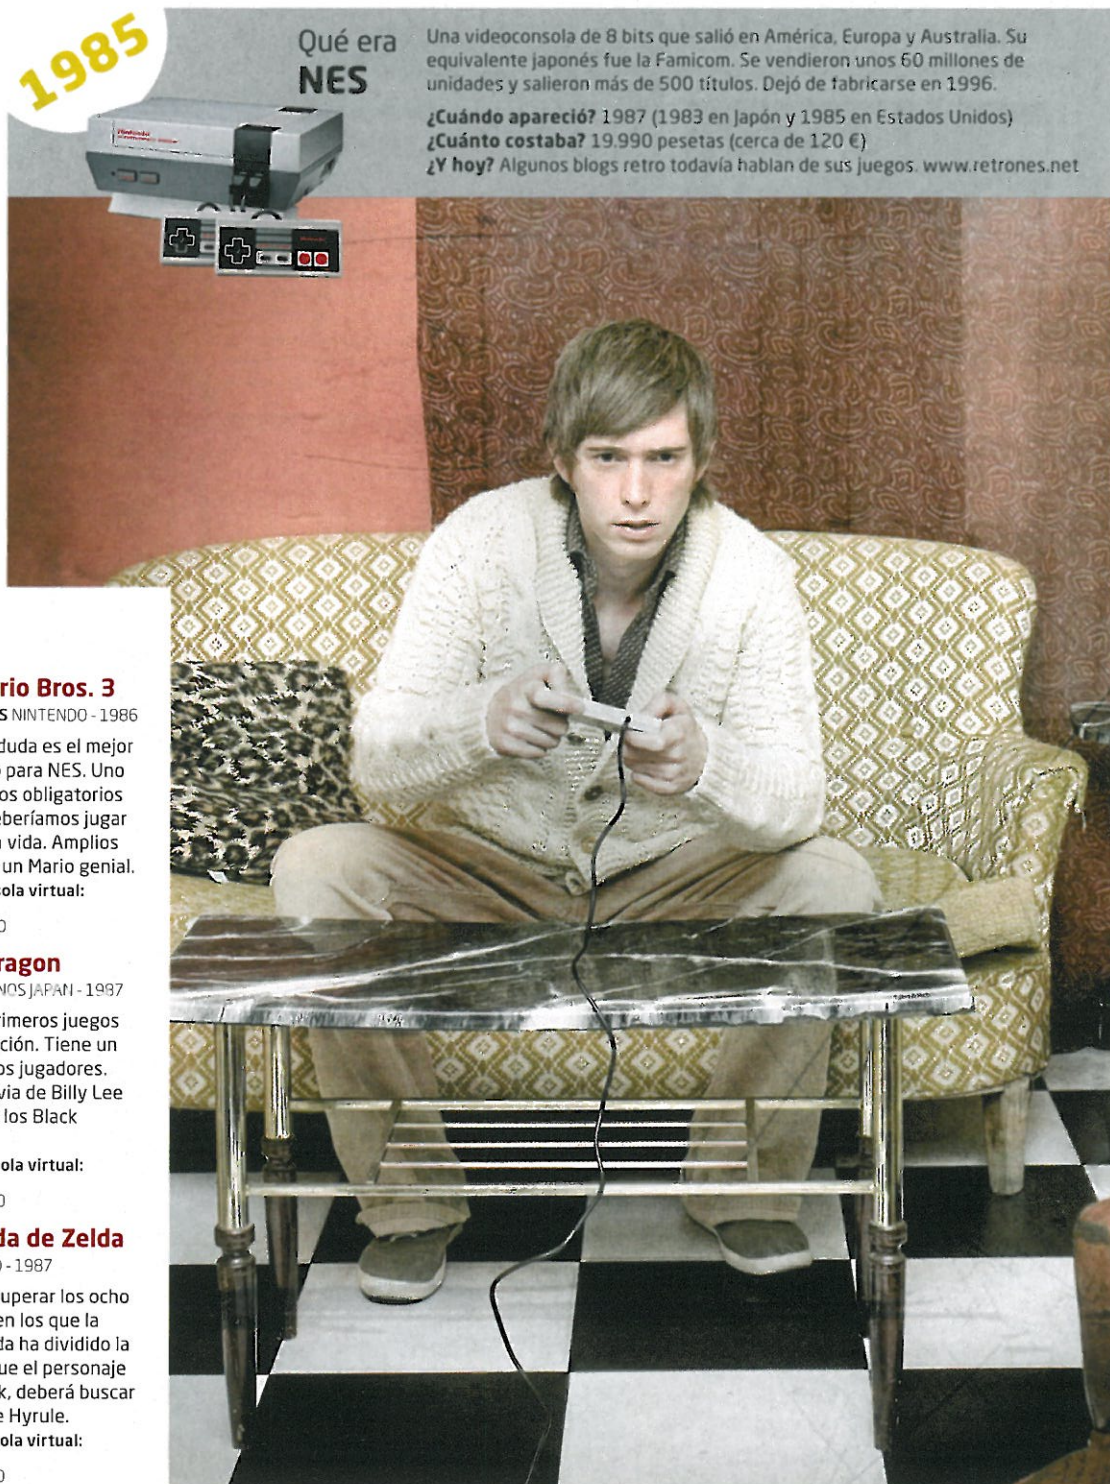 1985
Qué era
NES
Una videoconsola de 8 bits que salió en América, Europa y Australia. Su
equivalente japonés fue la Famicom. Se vendieron unos 60 millones de
unidades y salieron más de 500 títulos. Dejó de fabricarse en 1996.
¿Cuándo apareció? 1987 (1983 en Japón y 1985 en Estados Unidos)
¿Cuánto costaba? 19.990 pesetas (cerca de 120 €)
¿Y hoy? Algunos blogs retro todavía hablan de sus juegos. www.retrones.net
Nintendo
rio Bros. 3
S NINTENDO - 1986
duda es el mejor
o para NES. Uno
os obligatorios
eberíamos jugar
a vida. Amplios
un Mario genial.
sola virtual:
0
ragon
NOS JAPAN - 1987
rimeros juegos
ción. Tiene un
os jugadores.
via de Billy Lee
los Black
ola virtual:
0
da de Zelda
O - 1987
uperar los ocho
en los que la
da ha dividido la
ue el personaje
k, deberá buscar
e Hyrule.
ola virtual:
0